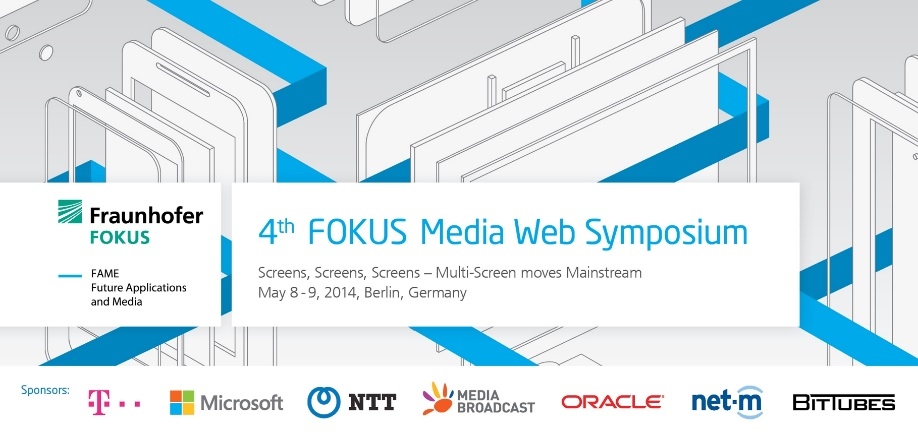 Fraunhofer
FOKUS
FAME
Future Applications
and Media
4th FOKUS Media Web Symposium
Screens, Screens, Screens – Multi-Screen moves Mainstream
May 8 - 9, 2014, Berlin, Germany
Sponsors:
T
Microsoft
NTT
MEDIA
BROADCAST
ORACLE
net-m
BITTUBES